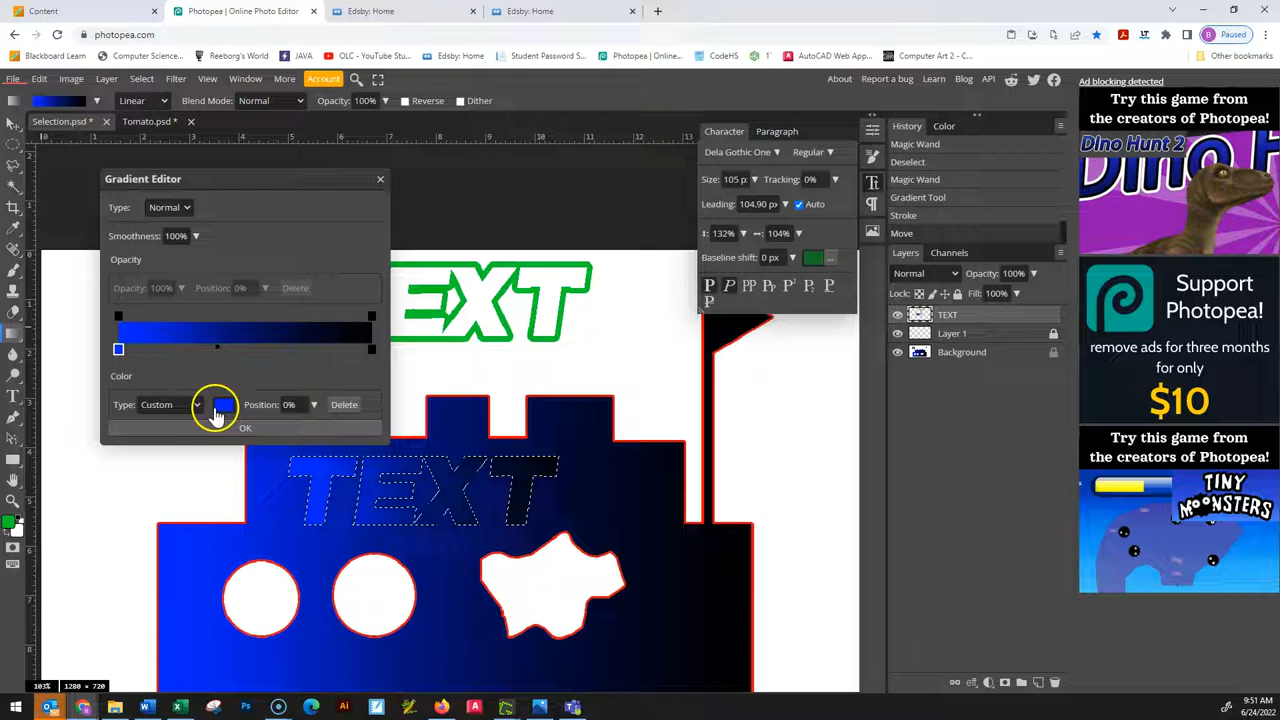 Content
Photopea | Online Photo Editor
Edsby: Home
Edsby: Home
photopea.com
Paused
Blackboard Learn
Computer Science...
Reeborg's World
JAVA
OLC - YouTube Stu...
Edsby: Home
Student Password S...
Photopea | Online...
CodeHS
AutoCAD Web App...
Computer Art 2 - C...
Other bookmarks
File Edit Image Layer Select Filter View Window More Account
About Report a bug Learn Blog API
Ad blocking detected
Linear Blend Mode: Normal Opacity: 100% Reverse Dither
Selection.psd *
Tomato.psd *
Gradient Editor
Type: Normal
Smoothness: 100%
Opacity
Opacity: 100% Position: 0% Delete
Color
Type: Custom Position: 0% Delete
OK
TEXT
TEXT
Character Paragraph
Dela Gothic One Regular
Size: 105 p: Tracking: 0%
Leading: 104.90 px Auto
132% 104%
Baseline shift: 0 px
History Color
Magic Wand
Deselect
Magic Wand
Gradient Tool
Stroke
Move
Layers Channels
Normal Opacity: 100%
Lock: Fill: 100%
TEXT
Layer 1
Background
Try this game from
the creators of Photopea!
Dino Hunt 2
Support
Photopea!
remove ads for three months
for only
$10
Try this game from
the creators of Photopea!
TINY
MOONSTERS
103% 1280 × 720
9:51 AM
6/24/2022